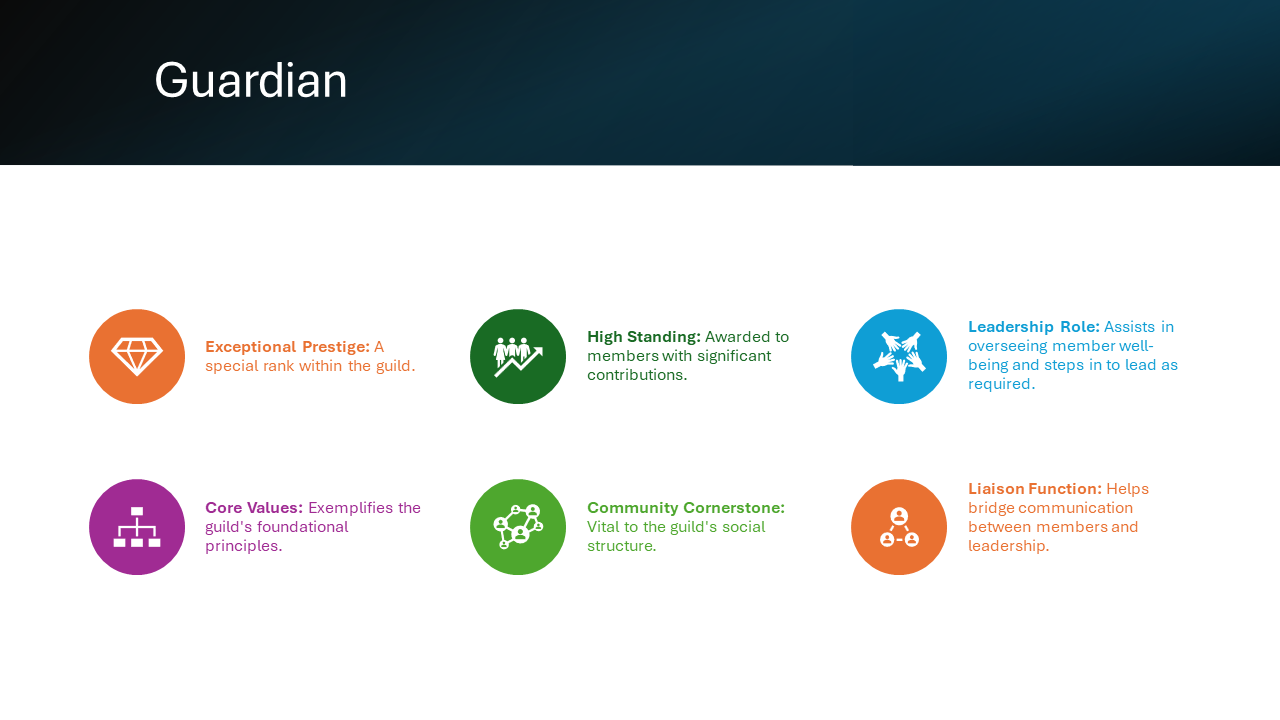 Guardian
Exceptional Prestige: A
special rank within the guild.
High Standing: Awarded to
members with significant
contributions.
Leadership Role: Assists in
overseeing member well-
being and steps in to lead as
required.
Core Values: Exemplifies the
guild's foundational
principles.
Community Cornerstone:
Vital to the guild's social
structure.
Liaison Function: Helps
bridge communication
between members and
leadership.